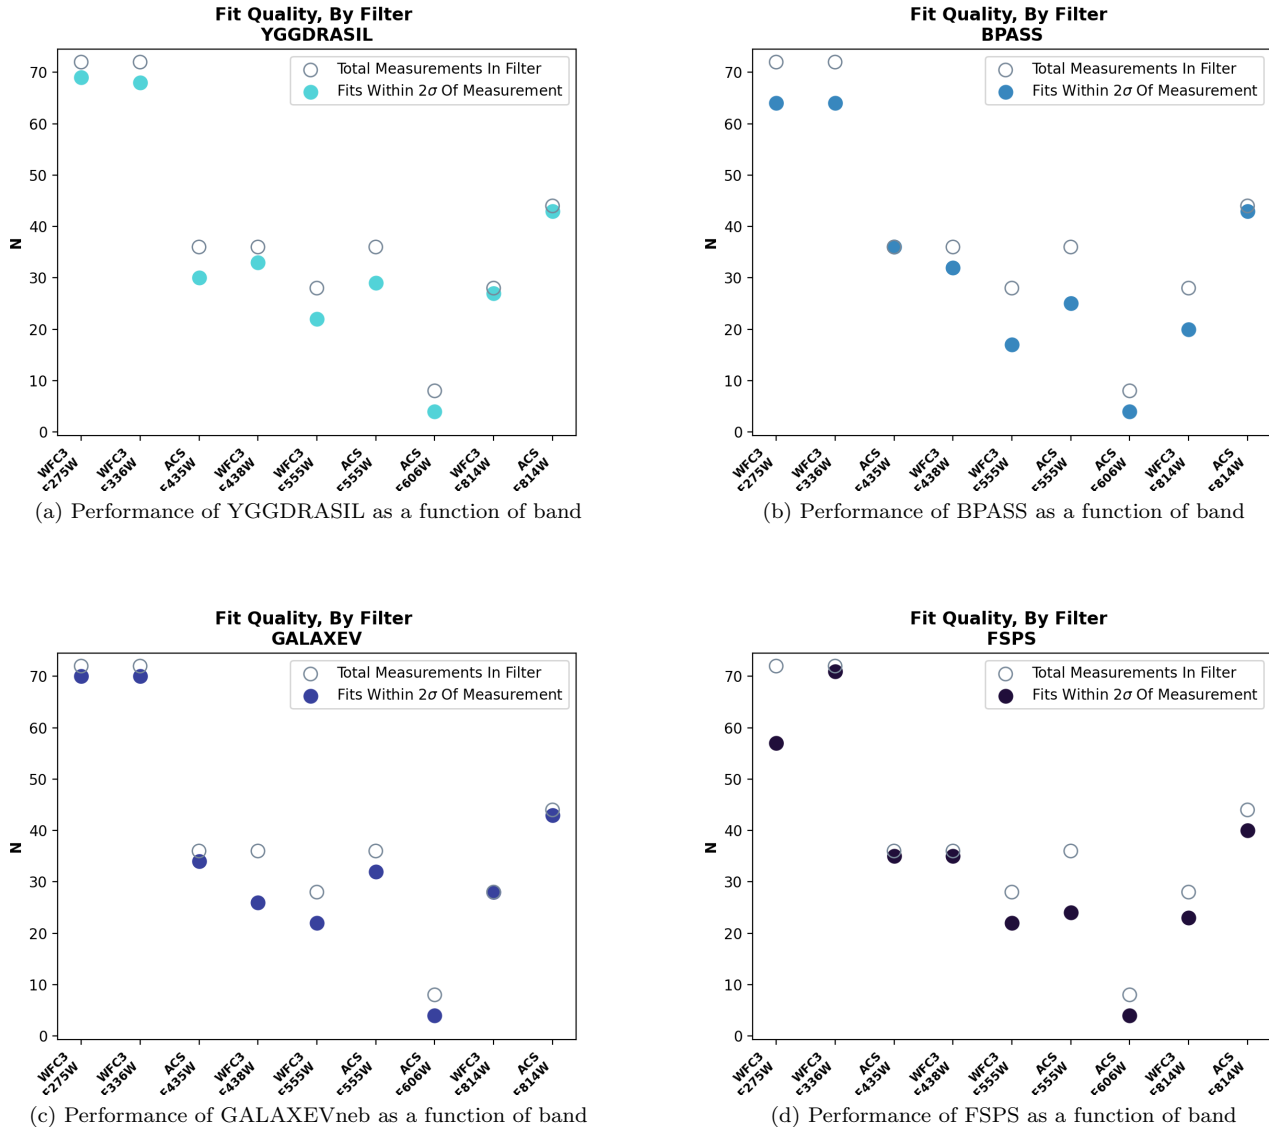 Fit Quality, By Filter
YGGDRASIL
Total Measurements In Filter
Fits Within 2σ Of Measurement
N
70
60
50
40
30
20
10
0
WFC3
F275W
WFC3
F336W
ACS
F435W
WFC3
F438W
WFC3
F555W
ACS
F555W
ACS
F606W
WFC3
F814W
ACS
F814W
(a) Performance of YGGDRASIL as a function of band
Fit Quality, By Filter
BPASS
Total Measurements In Filter
Fits Within 2σ Of Measurement
N
70
60
50
40
30
20
10
0
WFC3
F275W
WFC3
F336W
ACS
F435W
WFC3
F438W
WFC3
F555W
ACS
F555W
ACS
F606W
WFC3
F814W
ACS
F814W
(b) Performance of BPASS as a function of band
Fit Quality, By Filter
GALAXEV
Total Measurements In Filter
Fits Within 2σ Of Measurement
N
70
60
50
40
30
20
10
0
WFC3
F275W
WFC3
F336W
ACS
F435W
WFC3
F438W
WFC3
F555W
ACS
F555W
ACS
F606W
WFC3
F814W
ACS
F814W
(c) Performance of GALAXEVneb as a function of band
Fit Quality, By Filter
FSPS
Total Measurements In Filter
Fits Within 2σ Of Measurement
N
70
60
50
40
30
20
10
0
WFC3
F275W
WFC3
F336W
ACS
F435W
WFC3
F438W
WFC3
F555W
ACS
F555W
ACS
F606W
WFC3
F814W
ACS
F814W
(d) Performance of FSPS as a function of band